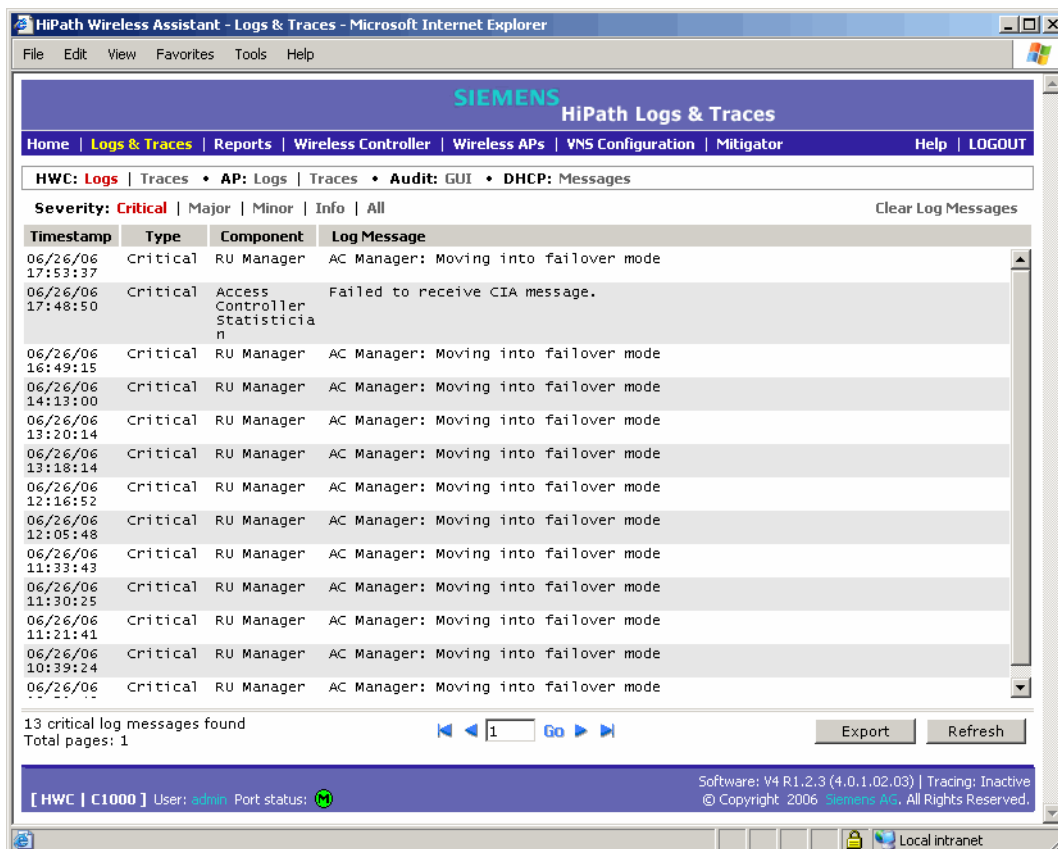 HiPath Wireless Assistant - Logs & Traces - Microsoft Internet Explorer
File Edit View Favorites Tools Help
SIEMENS
HiPath Logs & Traces
Home | Logs & Traces | Reports | Wireless Controller | Wireless APs | VNS Configuration | Mitigator Help | LOGOUT
HWC: Logs | Traces • AP: Logs | Traces • Audit: GUI • DHCP: Messages
Severity: Critical | Major | Minor | Info | All Clear Log Messages
Timestamp Type Component Log Message
06/26/06 Critical RU Manager AC Manager: Moving into failover mode
17:53:37
06/26/06 Critical Access Failed to receive CIA message.
17:48:50 Controller
Statisticia
n
06/26/06 Critical RU Manager AC Manager: Moving into failover mode
16:49:15
06/26/06 Critical RU Manager AC Manager: Moving into failover mode
14:13:00
06/26/06 Critical RU Manager AC Manager: Moving into failover mode
13:20:14
06/26/06 Critical RU Manager AC Manager: Moving into failover mode
13:18:14
06/26/06 Critical RU Manager AC Manager: Moving into failover mode
12:16:52
06/26/06 Critical RU Manager AC Manager: Moving into failover mode
12:05:48
06/26/06 Critical RU Manager AC Manager: Moving into failover mode
11:33:43
06/26/06 Critical RU Manager AC Manager: Moving into failover mode
11:30:25
06/26/06 Critical RU Manager AC Manager: Moving into failover mode
11:21:41
06/26/06 Critical RU Manager AC Manager: Moving into failover mode
10:39:24
06/26/06 Critical RU Manager AC Manager: Moving into failover mode
13 critical log messages found
Total pages: 1
1 Go
Export Refresh
Software: V4 R1.2.3 (4.0.1.02.03) | Tracing: Inactive
[ HWC | C1000 ] User: admin Port status: M
© Copyright 2006 Siemens AG. All Rights Reserved.
Local intranet